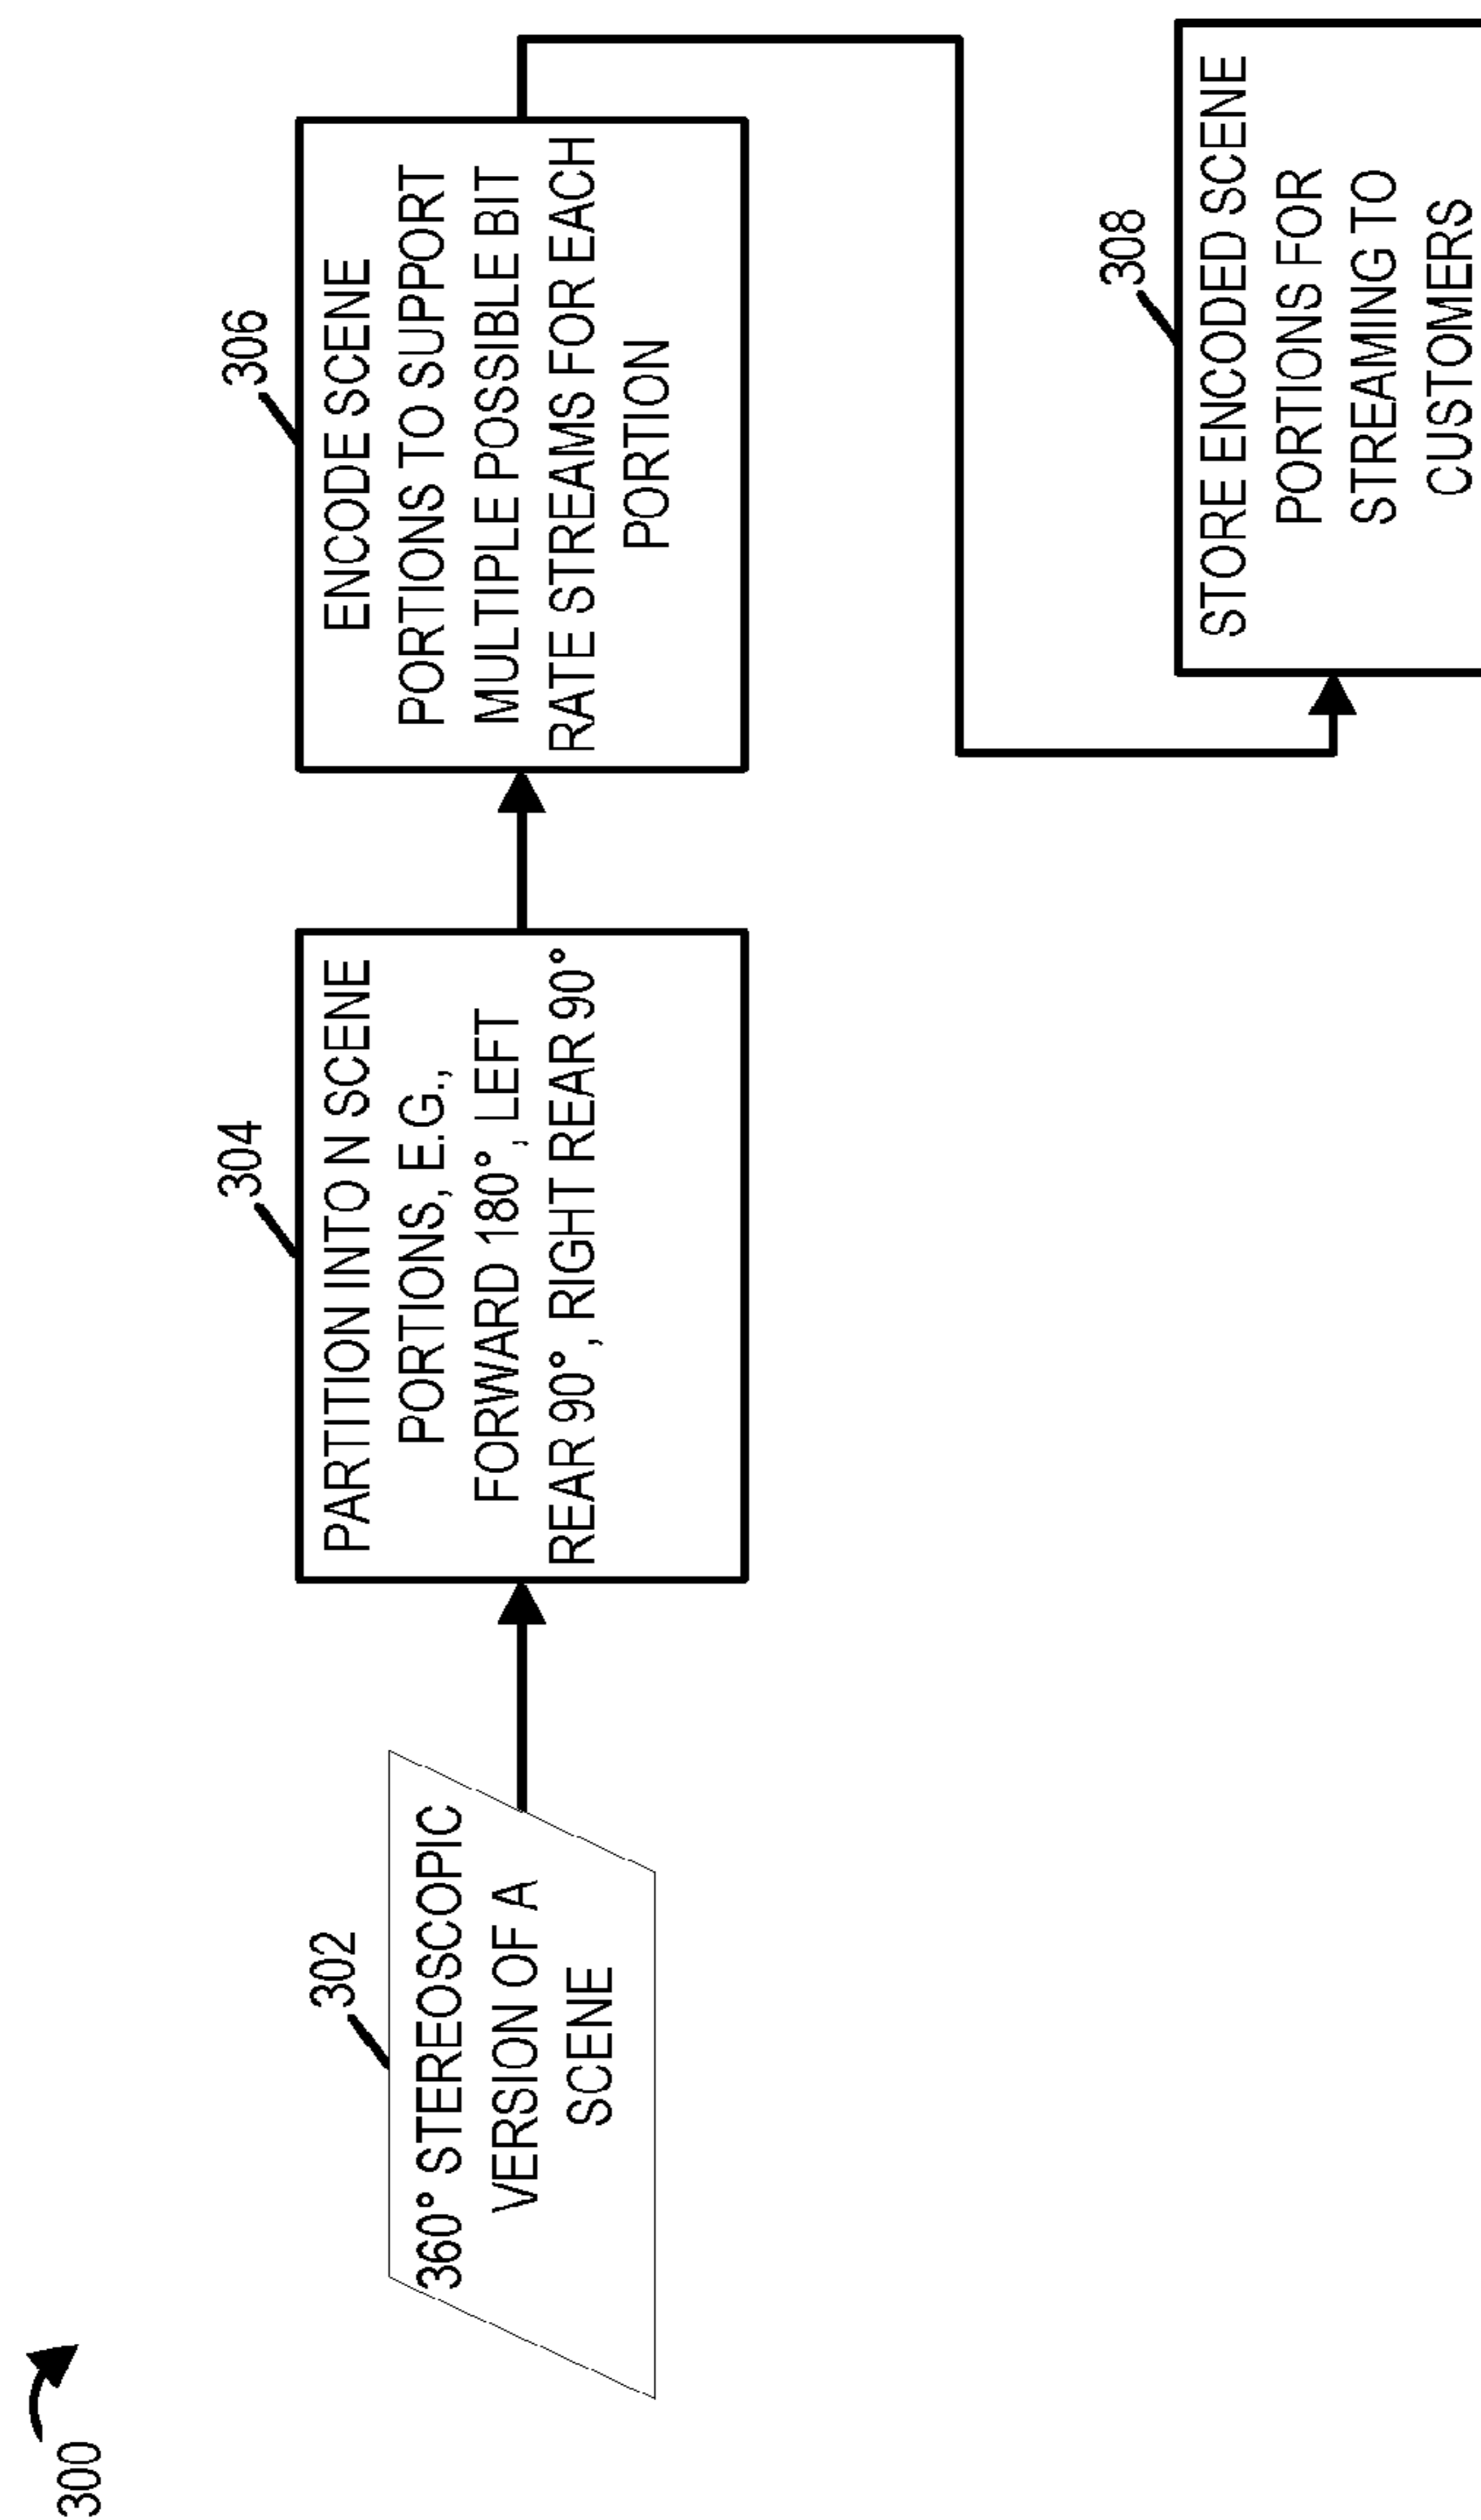 300
302
360° STEREOSCOPIC
VERSION OF A
SCENE
304
PARTITION INTO N SCENE
PORTIONS, E.G.,
FORWARD 180°, LEFT
REAR 90°, RIGHT REAR 90°
306
ENCODE SCENE
PORTIONS TO SUPPORT
MULTIPLE POSSIBLE BIT
RATE STREAMS FOR EACH
PORTION
308
STORE ENCODED SCENE
PORTIONS FOR
STREAMING TO
CUSTOMERS